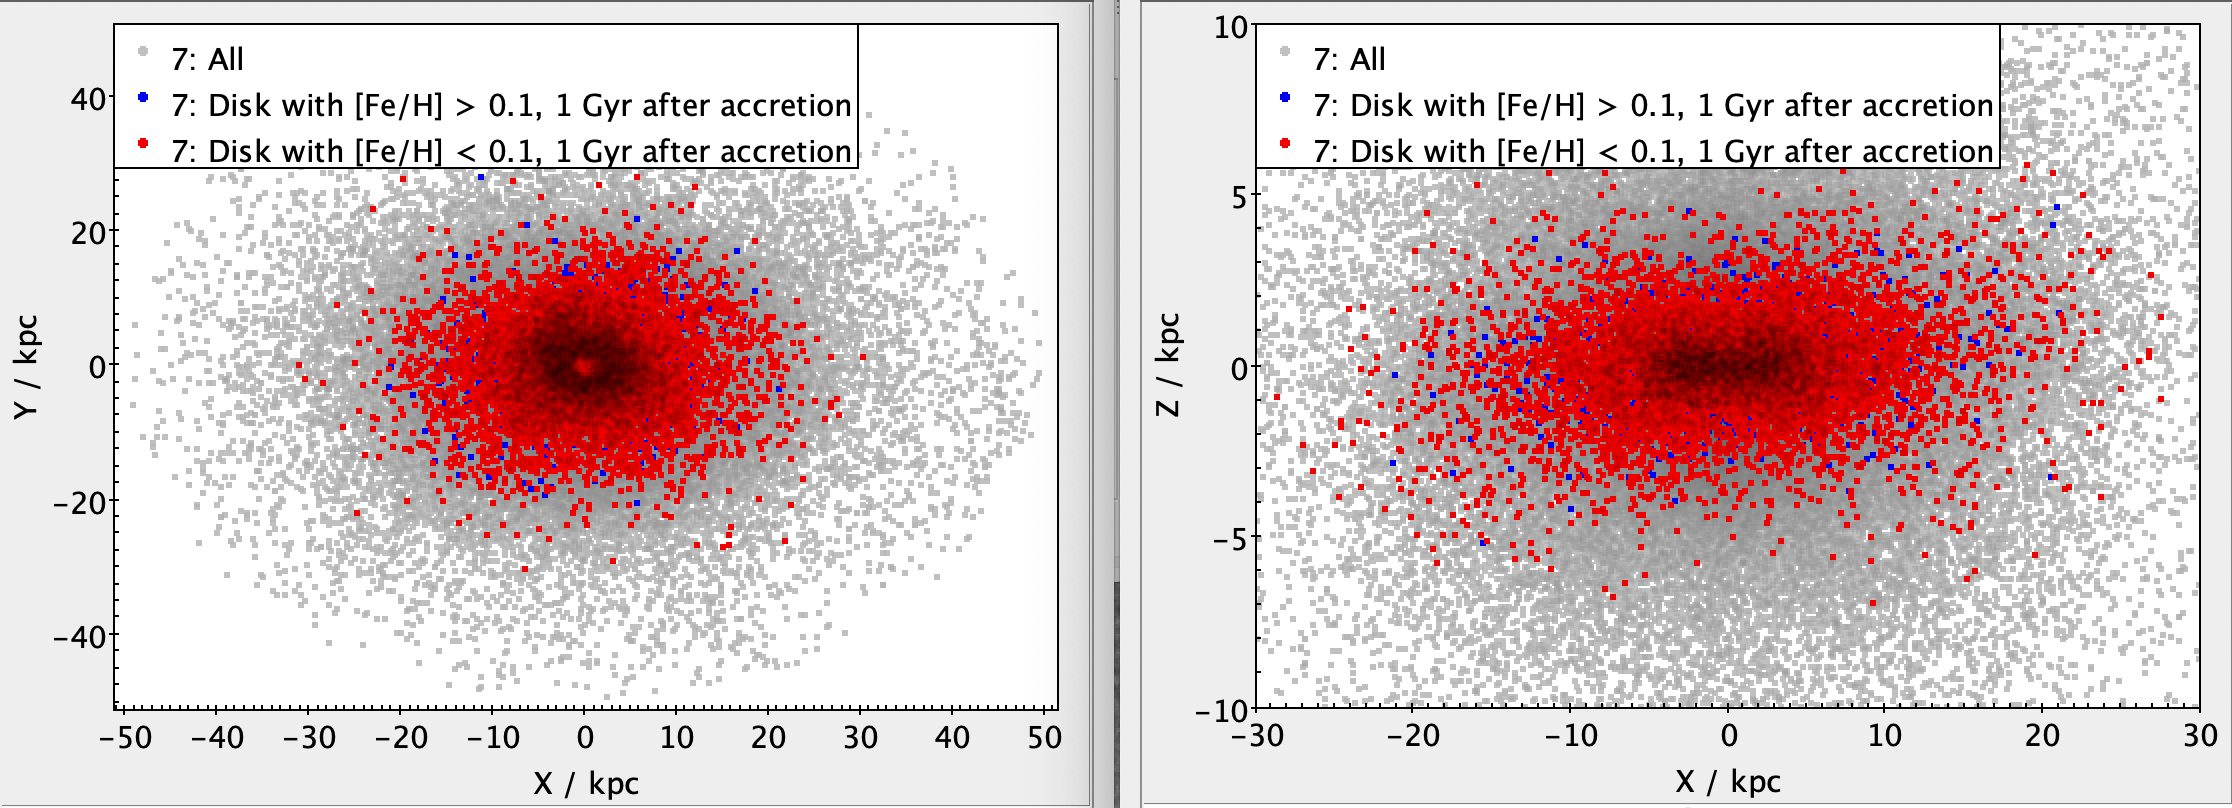 7: All
7: Disk with [Fe/H] > 0.1, 1 Gyr after accretion
7: Disk with [Fe/H] < 0.1, 1 Gyr after accretion
40
20
0
−20
−40
Y / kpc
−50 −40 −30 −20 −10 0 10 20 30 40 50
X / kpc
7: All
7: Disk with [Fe/H] > 0.1, 1 Gyr after accretion
7: Disk with [Fe/H] < 0.1, 1 Gyr after accretion
10
5
0
−5
−10
Z / kpc
−30 −20 −10 0 10 20 30
X / kpc